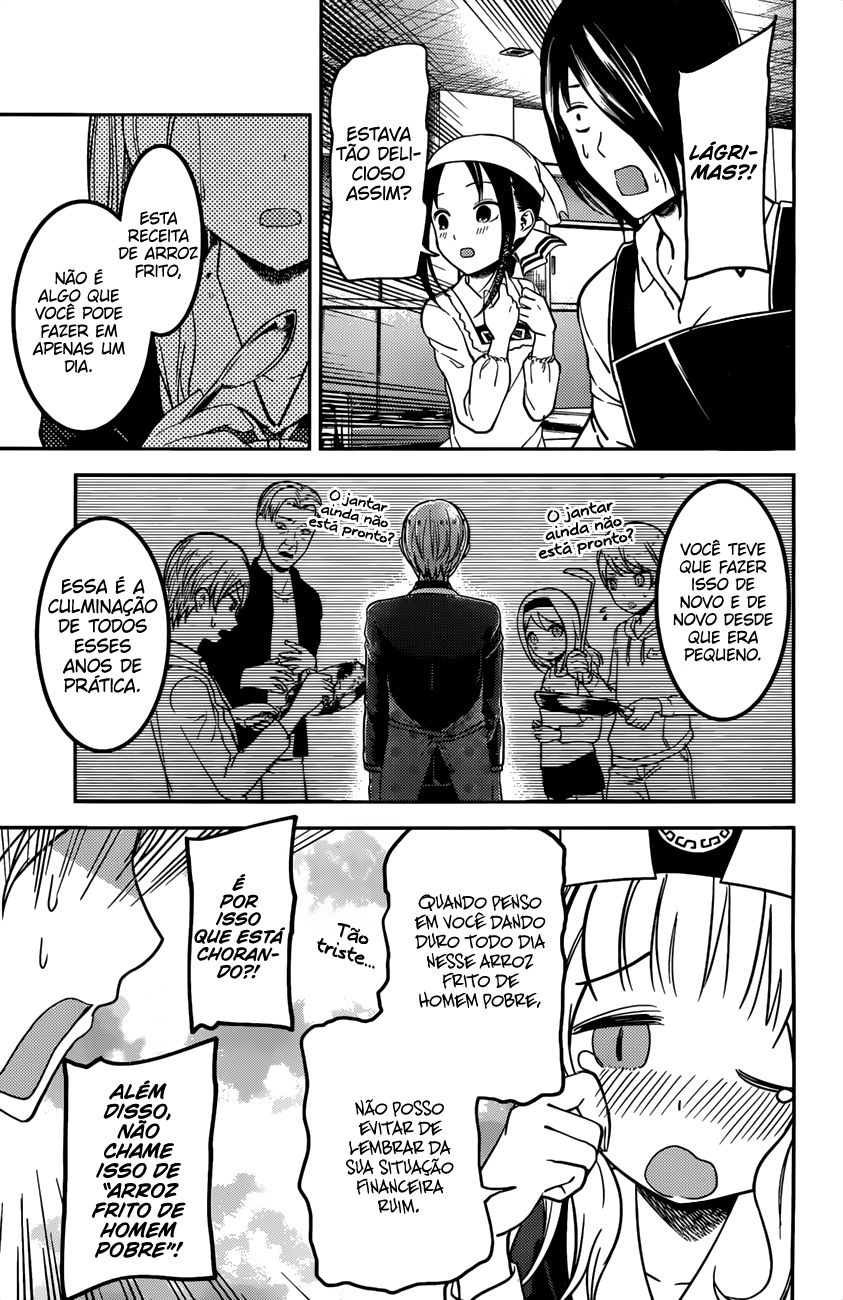 LÁGRI-
MAS?!
ESTAVA
TÃO DELI-
CIOSO
ASSIM?
ESTA
RECEITA
DE ARROZ
FRITO,
NÃO É
ALGO QUE
VOCÊ PODE
FAZER EM
APENAS UM
DIA.
VOCÊ TEVE
QUE FAZER
ISSO DE
NOVO E DE
NOVO DESDE
QUE ERA
PEQUENO.
O jantar
ainda não
está pronto?
O jantar
ainda não
está pronto?
ESSA É A
CULMINAÇÃO
DE TODOS
ESSES
ANOS DE
PRÁTICA.
QUANDO PENSO
EM VOCÊ DANDO
DURO TODO DIA
NESSE ARROZ
FRITO DE
HOMEM POBRE,
NÃO POSSO
EVITAR DE
LEMBRAR DA
SUA SITUAÇÃO
FINANCEIRA
RUIM.
Tão
triste...
É
POR
ISSO
QUE ESTÁ
CHORAN-
DO?!
ALÉM
DISSO,
NÃO
CHAME
ISSO DE
"ARROZ
FRITO DE
HOMEM
POBRE"!